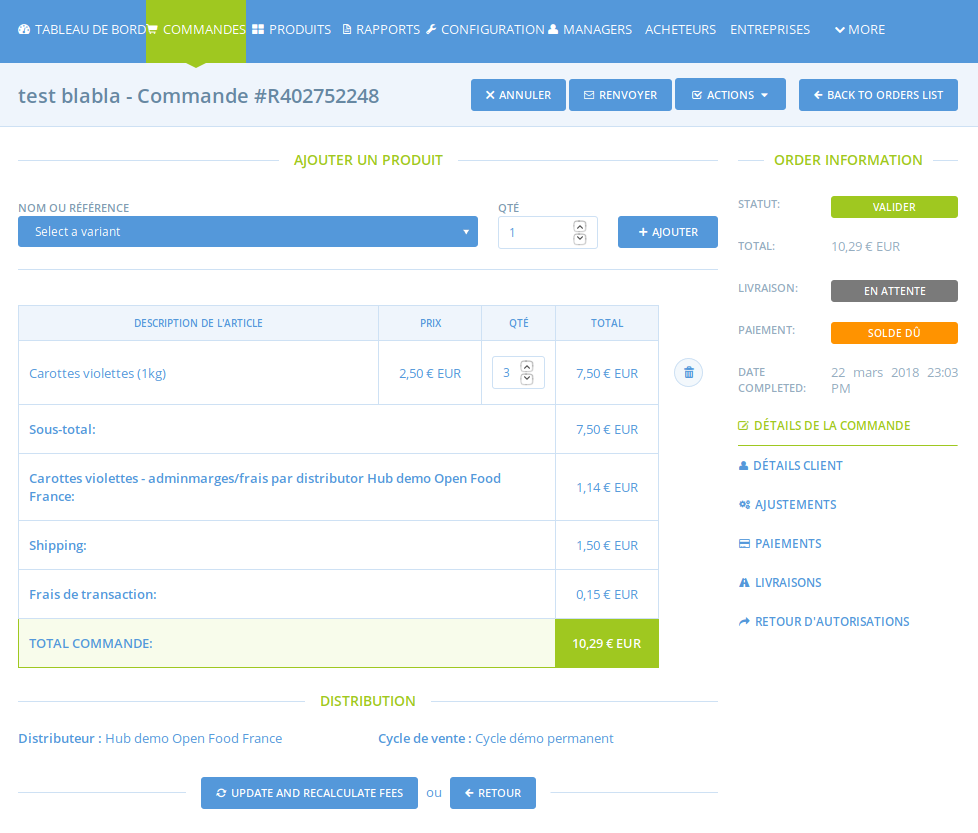 TABLEAU DE BORD COMMANDES PRODUITS RAPPORTS CONFIGURATION MANAGERS ACHETEURS ENTREPRISES MORE
test blabla - Commande #R402752248
ANNULER RENVOYER ACTIONS BACK TO ORDERS LIST
AJOUTER UN PRODUIT
NOM OU RÉFÉRENCE QTÉ
Select a variant 1 AJOUTER
DESCRIPTION DE L'ARTICLE PRIX QTÉ TOTAL
Carottes violettes (1kg) 2,50 € EUR 3 7,50 € EUR
Sous-total: 7,50 € EUR
Carottes violettes - adminmarges/frais par distributor Hub demo Open Food
France: 1,14 € EUR
Shipping: 1,50 € EUR
Frais de transaction: 0,15 € EUR
TOTAL COMMANDE: 10,29 € EUR
DISTRIBUTION
Distributeur : Hub demo Open Food France Cycle de vente : Cycle démo permanent
UPDATE AND RECALCULATE FEES ou RETOUR
ORDER INFORMATION
STATUT: VALIDER
TOTAL: 10,29 € EUR
LIVRAISON: EN ATTENTE
PAIEMENT: SOLDE DÛ
DATE COMPLETED: 22 mars 2018 23:03 PM
DÉTAILS DE LA COMMANDE
DÉTAILS CLIENT
AJUSTEMENTS
PAIEMENTS
LIVRAISONS
RETOUR D'AUTORISATIONS